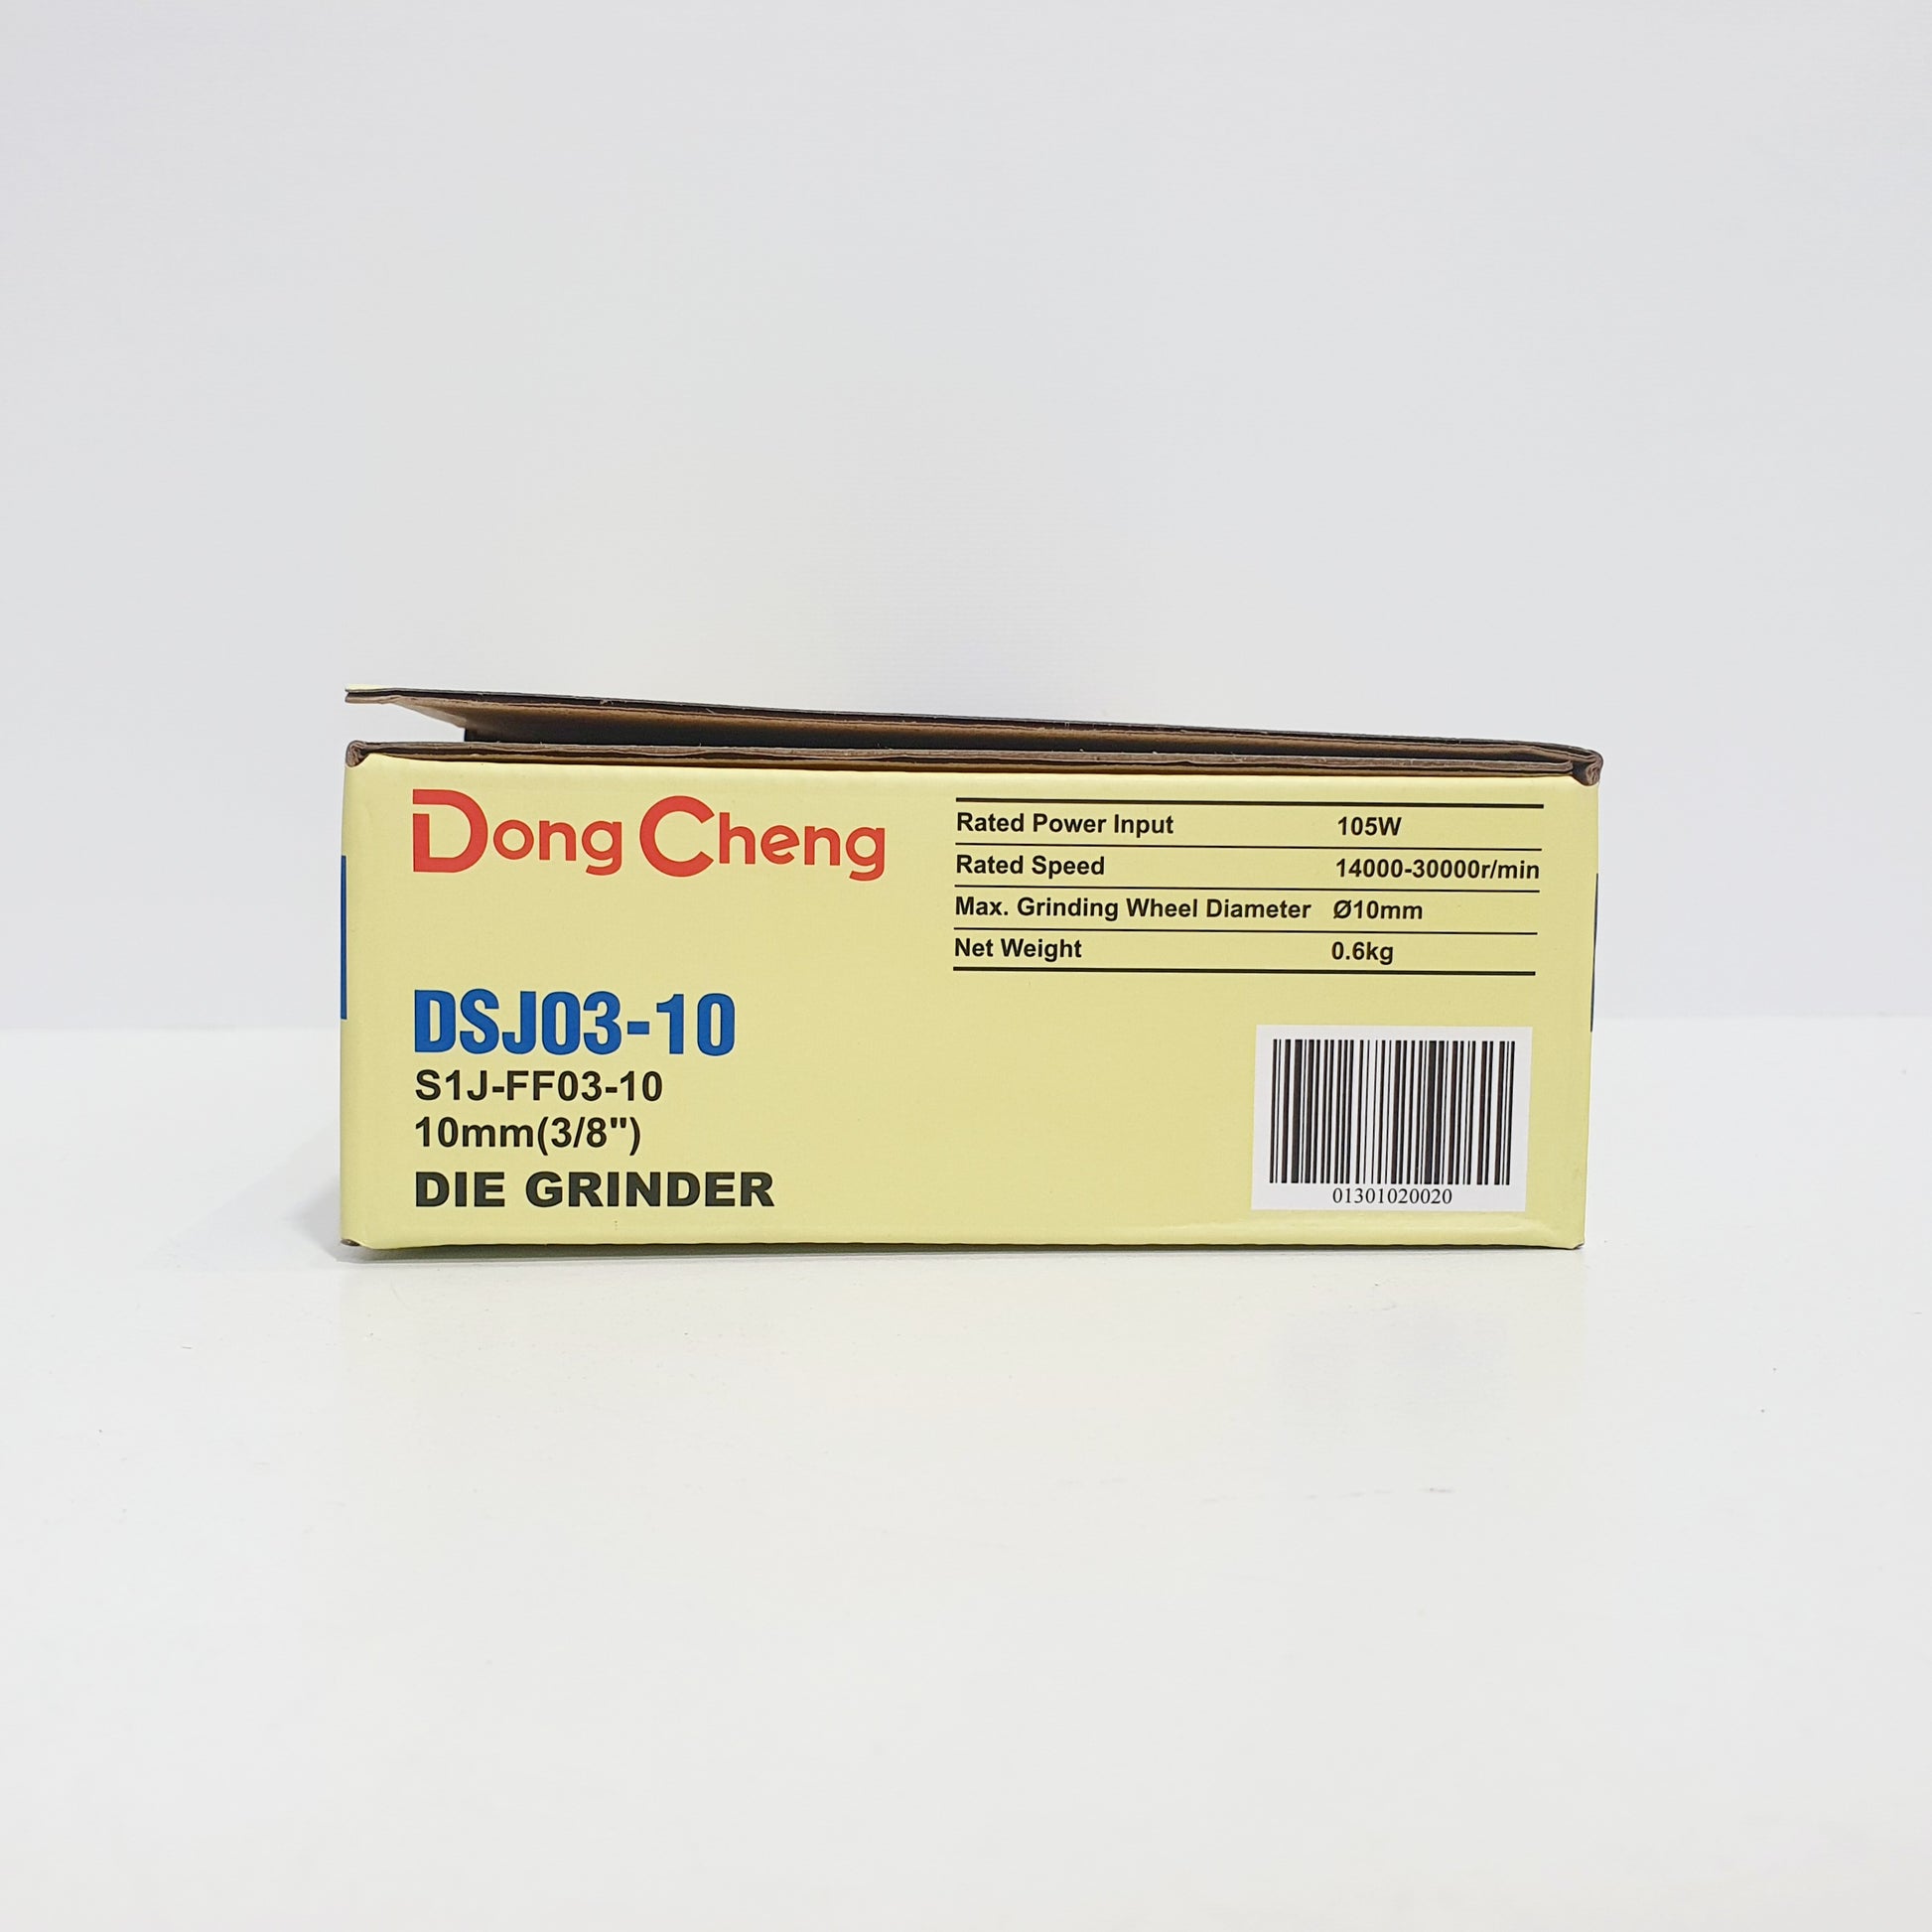 Dong Cheng
DSJ03-10
S1J-FF03-10
10mm(3/8")
DIE GRINDER
Rated Power Input 105W
Rated Speed 14000-30000r/min
Max. Grinding Wheel Diameter Ø10mm
Net Weight 0.6kg
01301020020